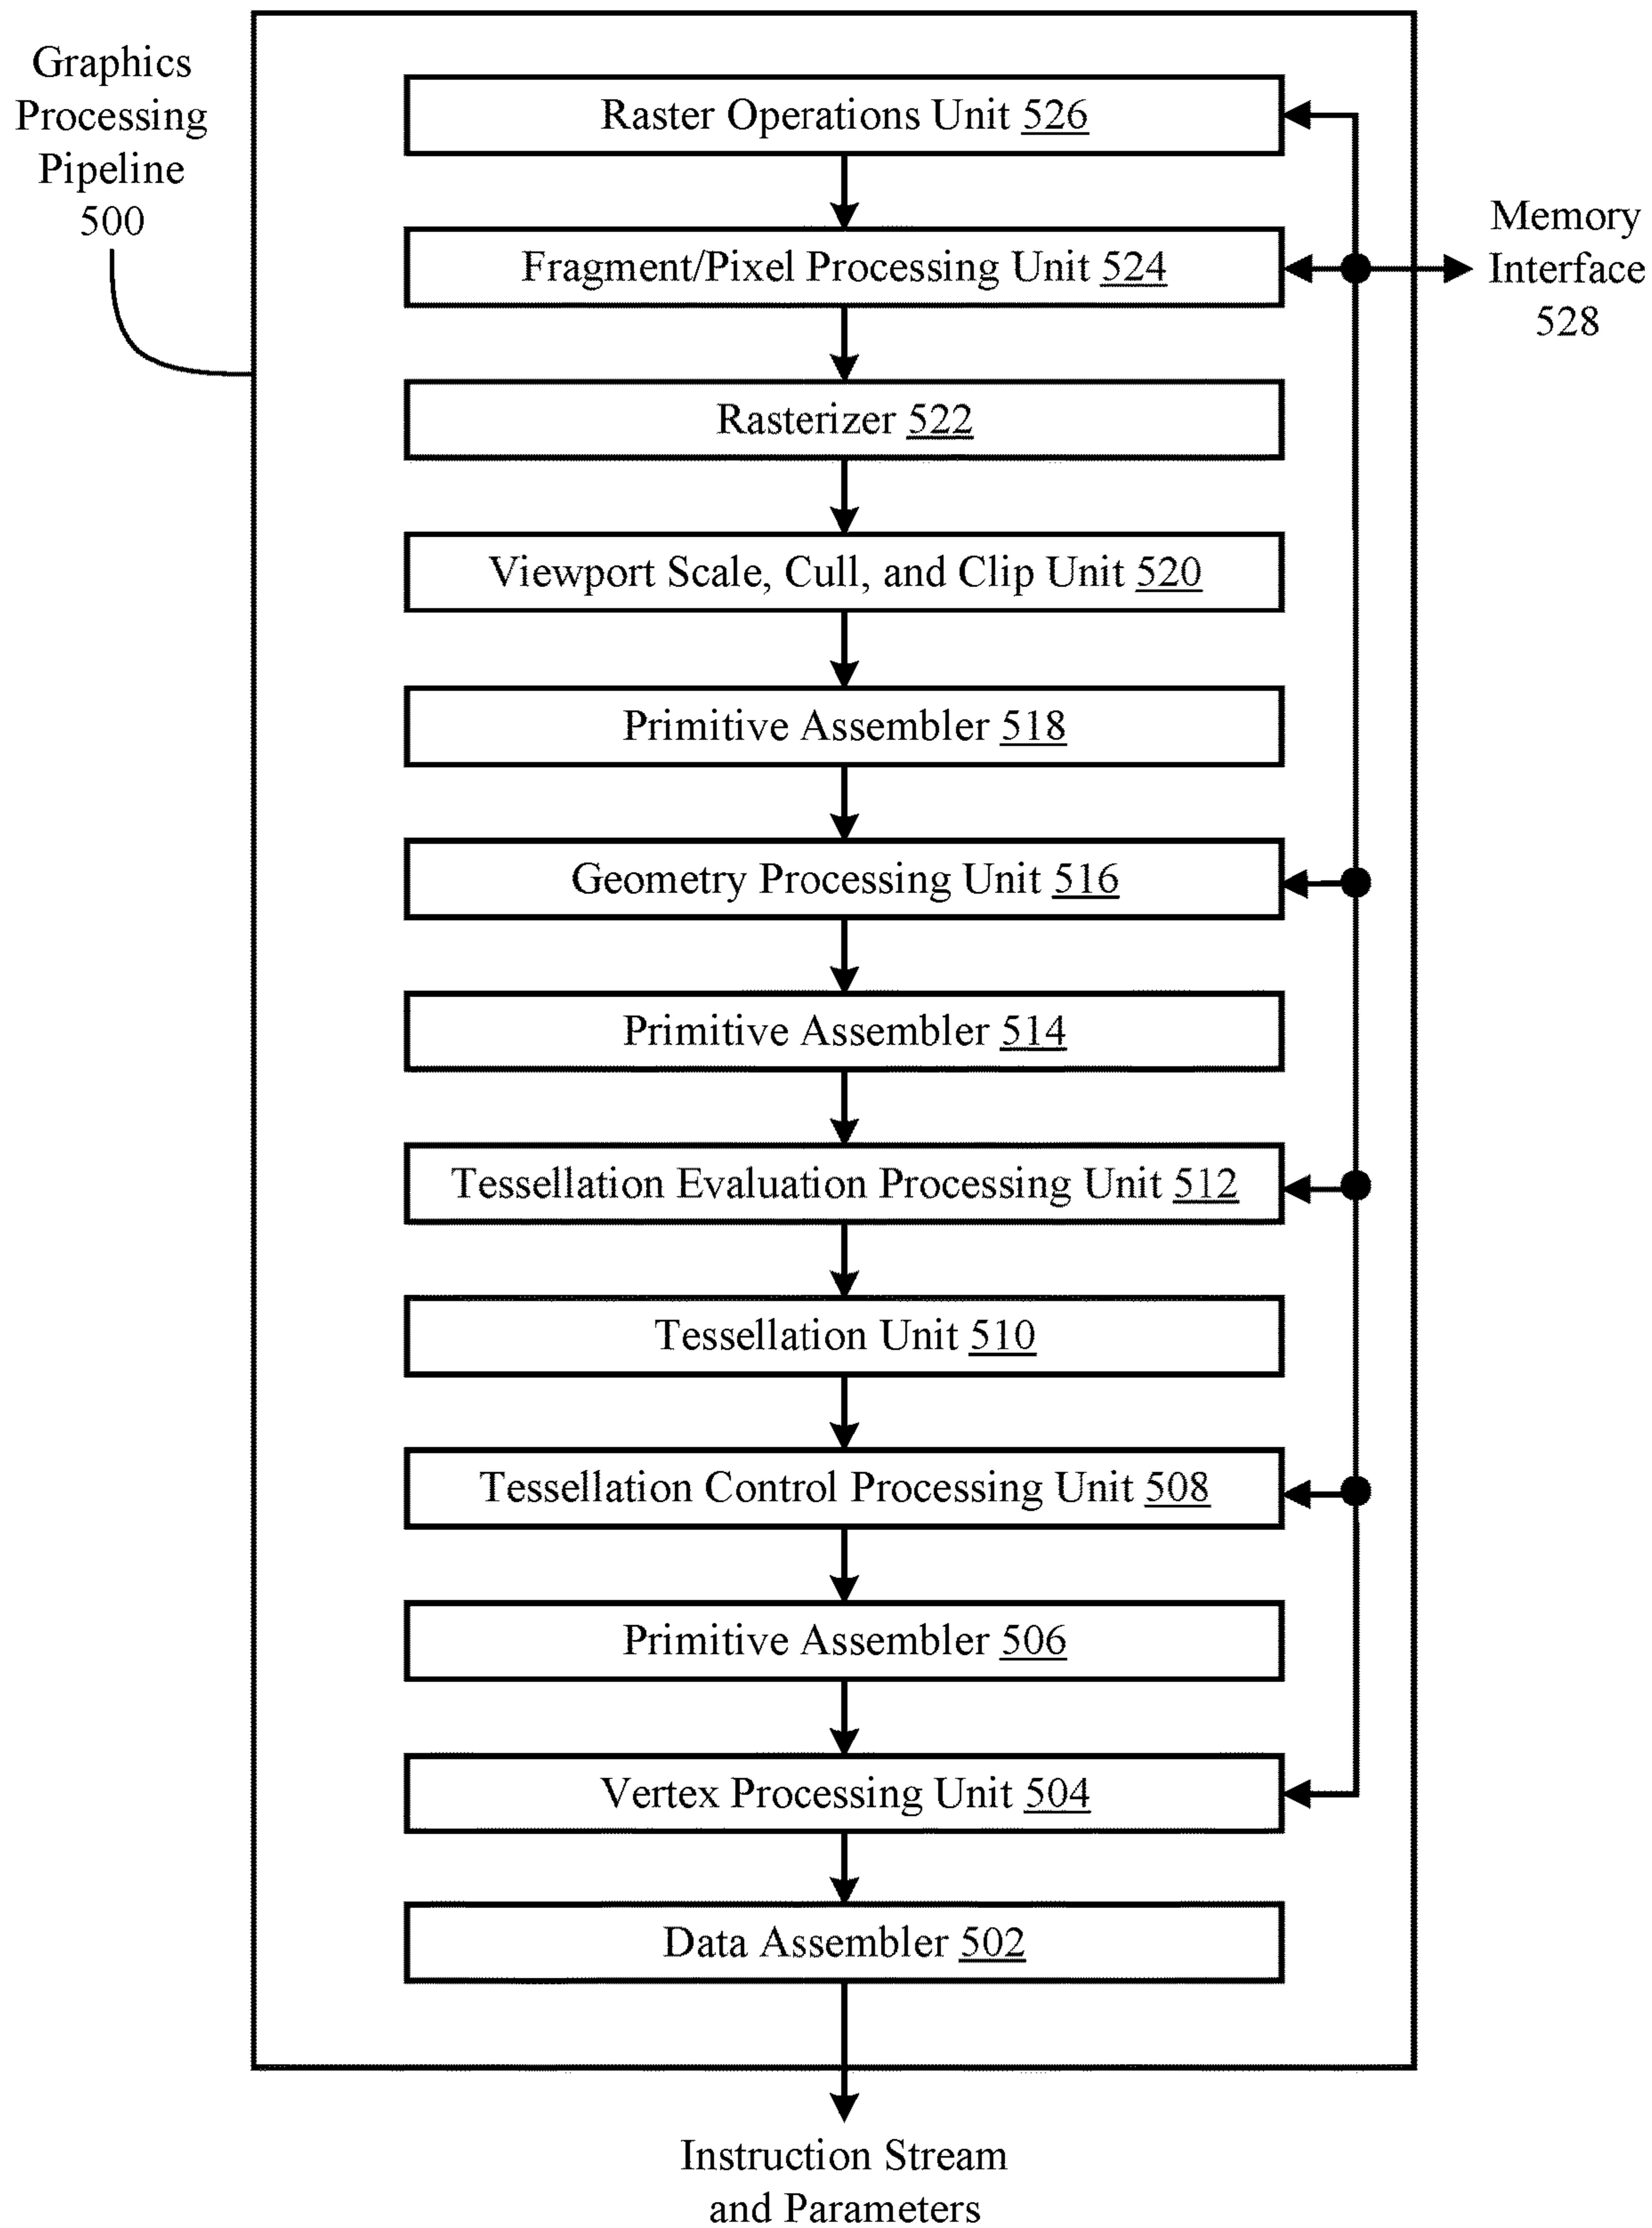 Graphics
Processing
Pipeline
500
Raster Operations Unit 526
Fragment/Pixel Processing Unit 524
Memory
Interface
528
Rasterizer 522
Viewport Scale, Cull, and Clip Unit 520
Primitive Assembler 518
Geometry Processing Unit 516
Primitive Assembler 514
Tessellation Evaluation Processing Unit 512
Tessellation Unit 510
Tessellation Control Processing Unit 508
Primitive Assembler 506
Vertex Processing Unit 504
Data Assembler 502
Instruction Stream
and Parameters